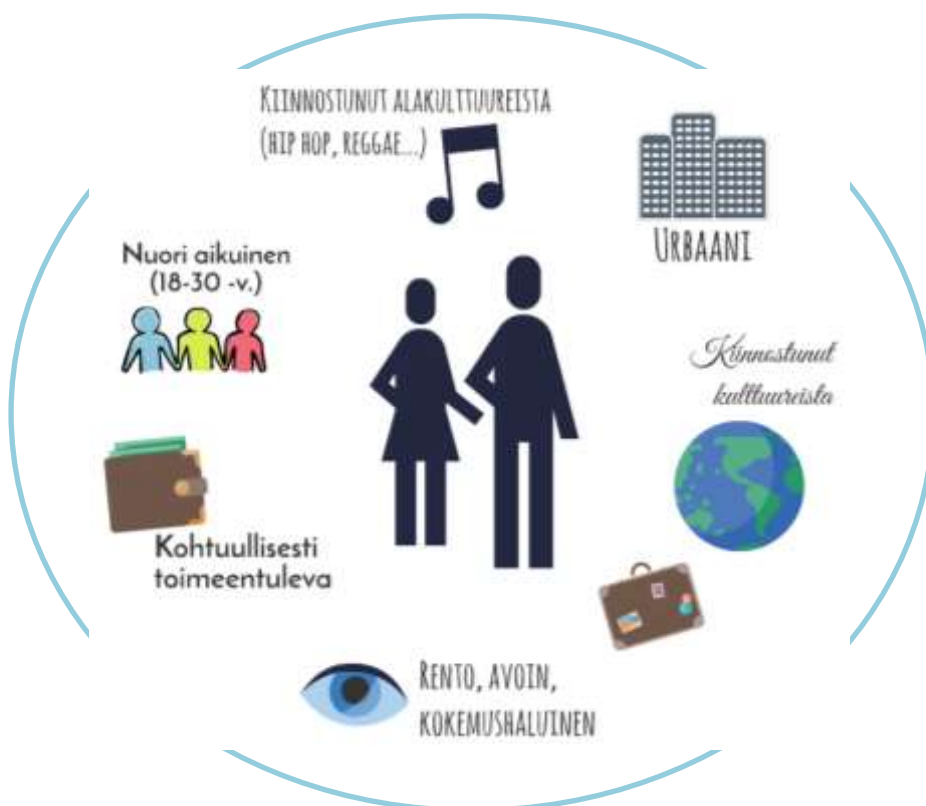 KIINNOSTUNUT ALAKULTTUUREISTA
(HIP HOP, REGGAE...)
URBAANI
Nuori aikuinen
(18-30 -v.)
Kiinnostunut
kulttuureista
Kohtuullisesti
toimeentuleva
RENTO, AVOIN,
KOKEMUSHALUINEN